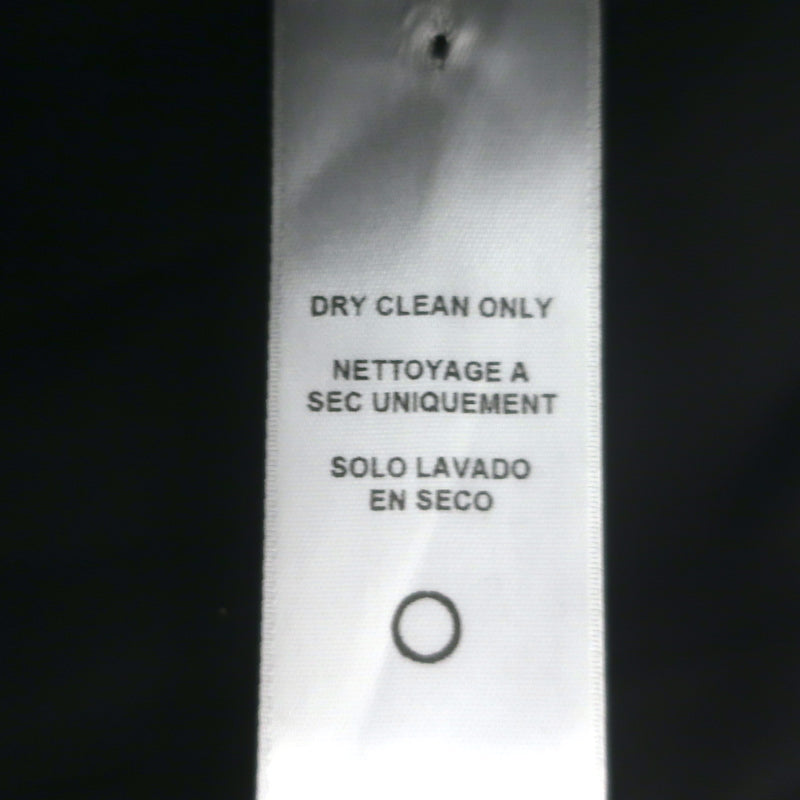 DRY CLEAN ONLY
NETTOYAGE A
SEC UNIQUEMENT
SOLO LAVADO
EN SECO